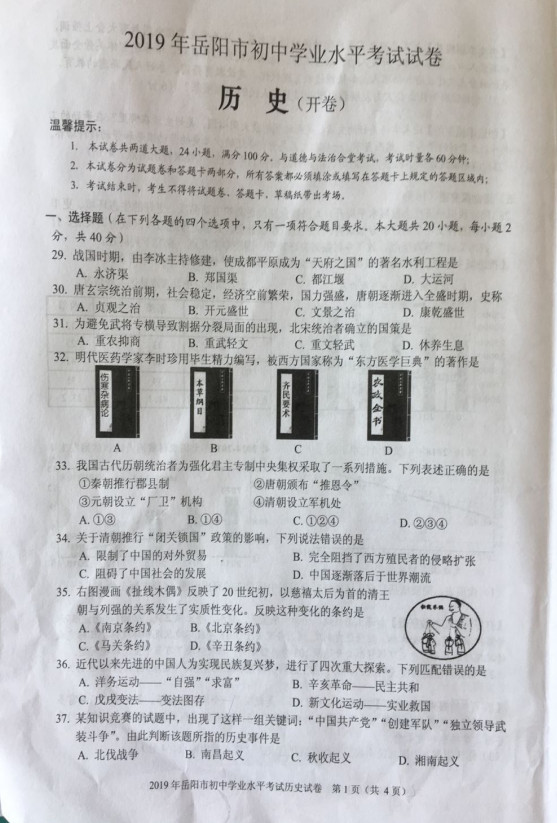 2019 年岳阳市初中学业水平考试试卷
历 史（开卷）
温馨提示：
1. 本试卷共两道大题，24 小题，满分 100 分，与道德与法治合堂考试，考试时量各 60 分钟；
2. 本试卷分为试题卷和答题卡两部分，所有答案都必须填涂或填写在答题卡上规定的答题区域内；
3. 考试结束时，考生不得将试题卷、答题卡、草稿纸带出考场。
一、选择题（在下列各题的四个选项中，只有一项符合题目要求。本大题共 20 小题，每小题 2
分，共 40 分）
29. 战国时期，由李冰主持修建，使成都平原成为“天府之国”的著名水利工程是
A. 永济渠 B. 郑国渠 C. 都江堰 D. 大运河
30. 唐玄宗统治前期，社会稳定，经济空前繁荣，国力强盛，唐朝逐渐进入全盛时期，史称
A. 贞观之治 B. 开元盛世 C. 文景之治 D. 康乾盛世
31. 为避免武将专横导致割据分裂局面的出现，北宋统治者确立的国策是
A. 重农抑商 B. 重武轻文 C. 重文轻武 D. 休养生息
32. 明代医药学家李时珍用毕生精力编写，被西方国家称为“东方医学巨典”的著作是
伤寒杂病论 本草纲目 齐民要术 农政全书
A B C D
33. 我国古代历朝统治者为强化君主专制中央集权采取了一系列措施。下列表述正确的是
①秦朝推行郡县制 ②唐朝颁布“推恩令”
③元朝设立“厂卫”机构 ④清朝设立军机处
A. ①③ B. ①④ C. ①②④ D. ②③④
34. 关于清朝推行“闭关锁国”政策的影响，下列说法错误的是
A. 限制了中国的对外贸易 B. 完全阻挡了西方殖民者的侵略扩张
C. 阻碍了中国社会的发展 D. 中国逐渐落后于世界潮流
35. 右图漫画《扯线木偶》反映了 20 世纪初，以慈禧太后为首的清王
朝与列强的关系发生了实质性变化。反映这种变化的条约是
A.《南京条约》 B.《北京条约》
C.《马关条约》 D.《辛丑条约》
36. 近代以来先进的中国人为实现民族复兴梦，进行了四次重大探索。下列匹配错误的是
A. 洋务运动——“自强”“求富” B. 辛亥革命——民主共和
C. 戊戌变法——变法图存 D. 新文化运动——实业救国
37. 某知识竞赛的试题中，出现了这样一组关键词：“中国共产党”“创建军队”“独立领导武
装斗争”。由此判断该题所指的历史事件是
A. 北伐战争 B. 南昌起义 C. 秋收起义 D. 湘南起义
2019 年岳阳市初中学业水平考试历史试卷 第 1 页（共 4 页）